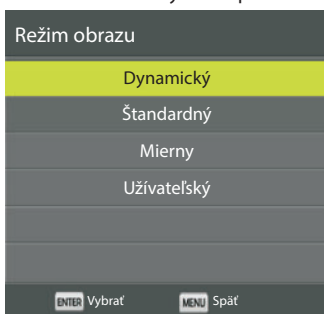 Režim obrazu
Dynamický
Štandardný
Mierny
Užívateľský
ENTER Vybrať MENU Späť